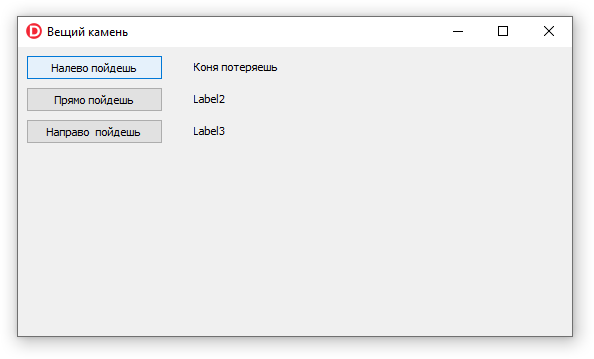 Вещий камень
Налево пойдешь Коня потеряешь
Прямо пойдешь Label2
Направо  пойдешь Label3